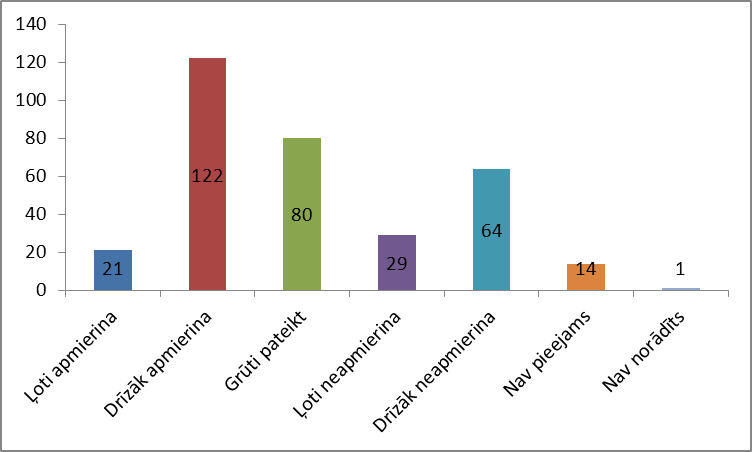 140
120
100
80
60
40
20
0
21
122
80
29
64
14
1
Ļoti apmierina
Drīzāk apmierina
Grūti pateikt
Ļoti neapmierina
Drīzāk neapmierina
Nav pieejams
Nav norādīts